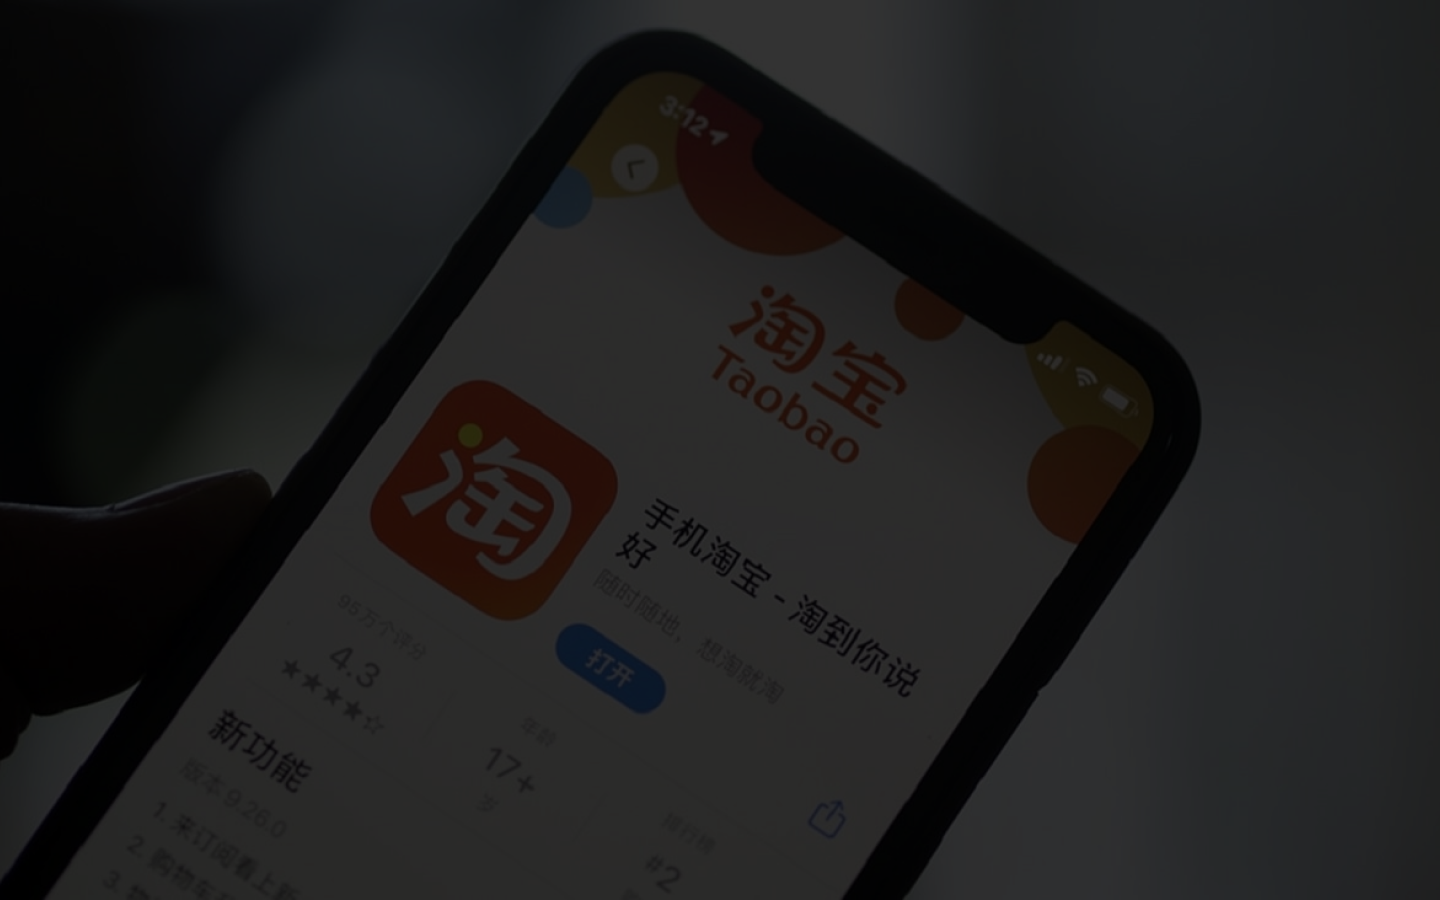 3:12
淘宝
Taobao
淘
手机淘宝 - 淘到你说
好
随时随地，想淘就淘
打开
95万个评分
4.3
年龄
17+
岁
排行榜
#2
新功能
版本 9.26.0
1. 来订阅看上新
2. 购物车
3.